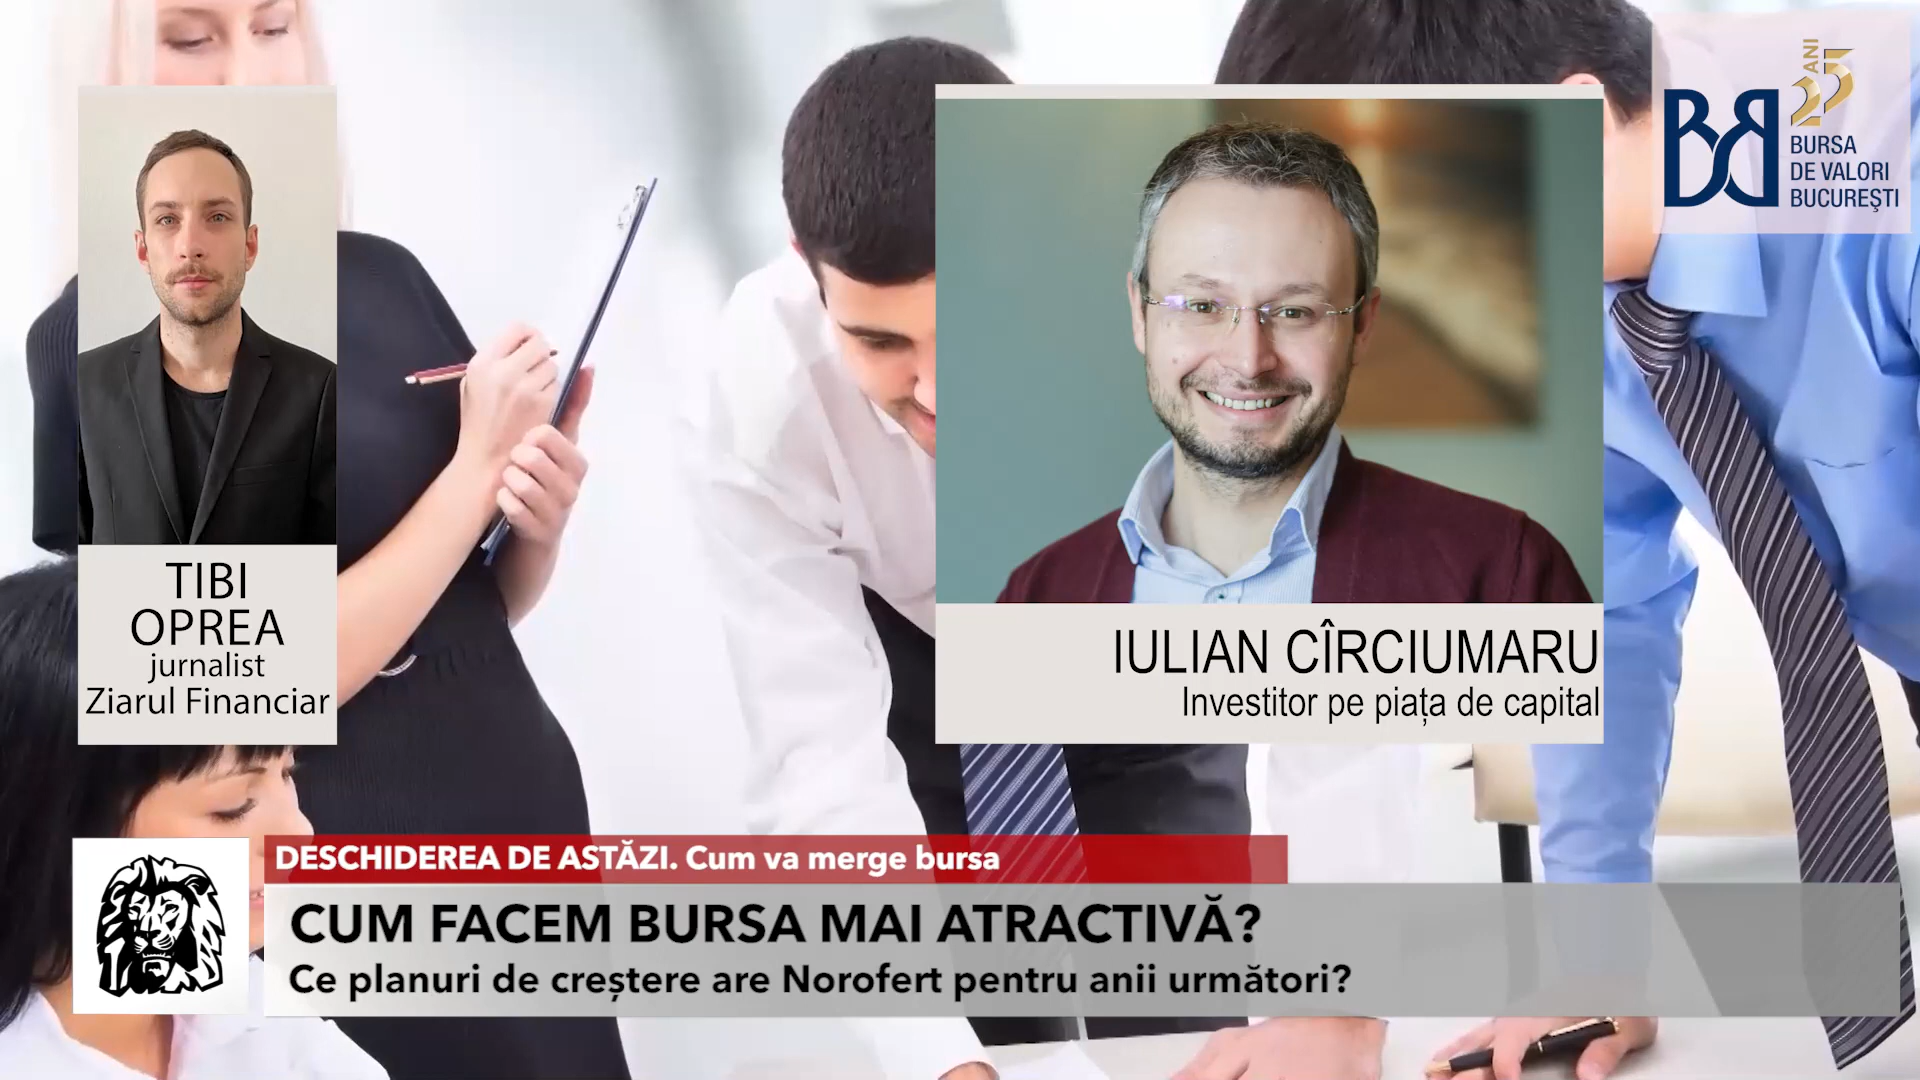 25 ANI
BURSA
DE VALORI
BUCUREŞTI
TIBI
OPREA
jurnalist
Ziarul Financiar
IULIAN CÎRCIUMARU
Investitor pe piața de capital
DESCHIDEREA DE ASTĂZI. Cum va merge bursa
CUM FACEM BURSA MAI ATRACTIVĂ?
Ce planuri de creștere are Norofert pentru anii următori?